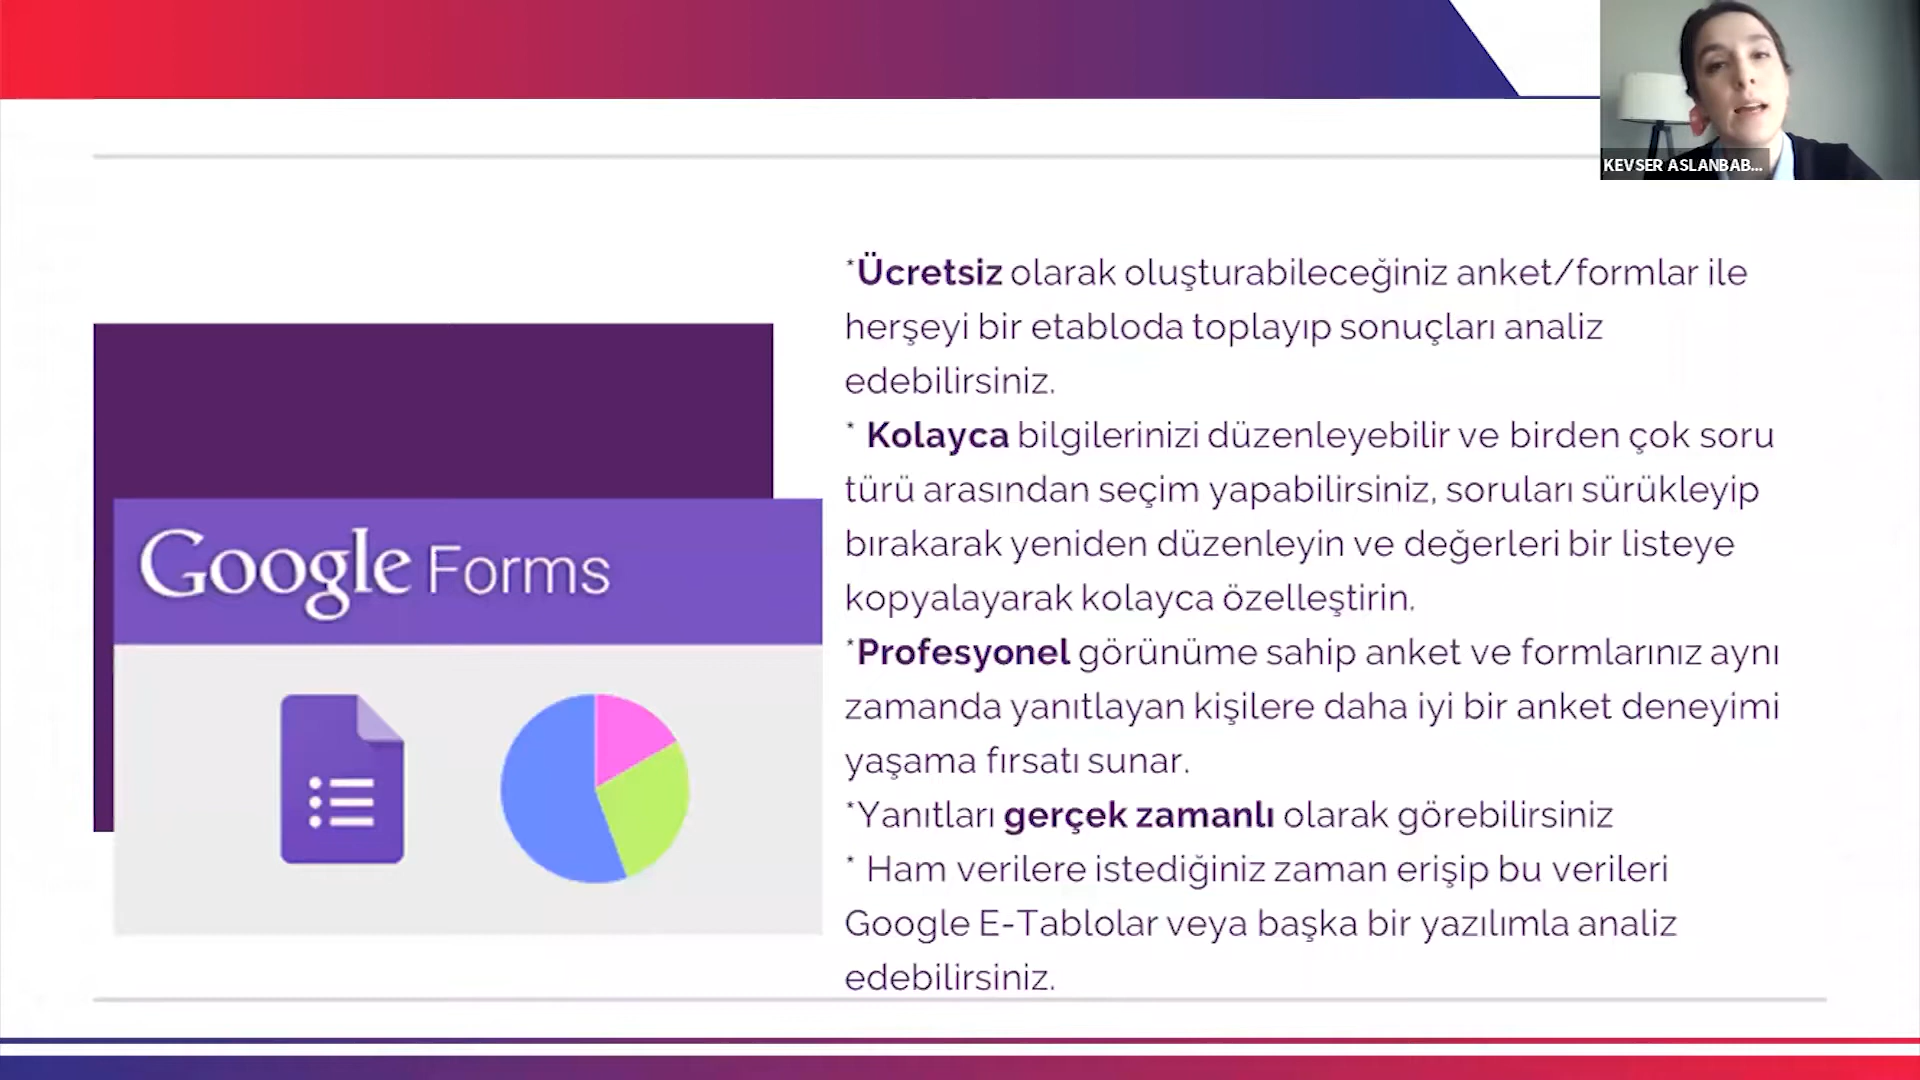 KEVSER ASLANBAB...
*Ücretsiz olarak oluşturabileceğiniz anket/formlar ile
herşeyi bir etabloda toplayıp sonuçları analiz
edebilirsiniz.
* Kolayca bilgilerinizi düzenleyebilir ve birden çok soru
türü arasından seçim yapabilirsiniz, soruları sürükleyip
bırakarak yeniden düzenleyin ve değerleri bir listeye
kopyalayarak kolayca özelleştirin.
*Profesyonel görünüme sahip anket ve formlarınız aynı
zamanda yanıtlayan kişilere daha iyi bir anket deneyimi
yaşama fırsatı sunar.
*Yanıtları gerçek zamanlı olarak görebilirsiniz
* Ham verilere istediğiniz zaman erişip bu verileri
Google E-Tablolar veya başka bir yazılımla analiz
edebilirsiniz.
Google Forms